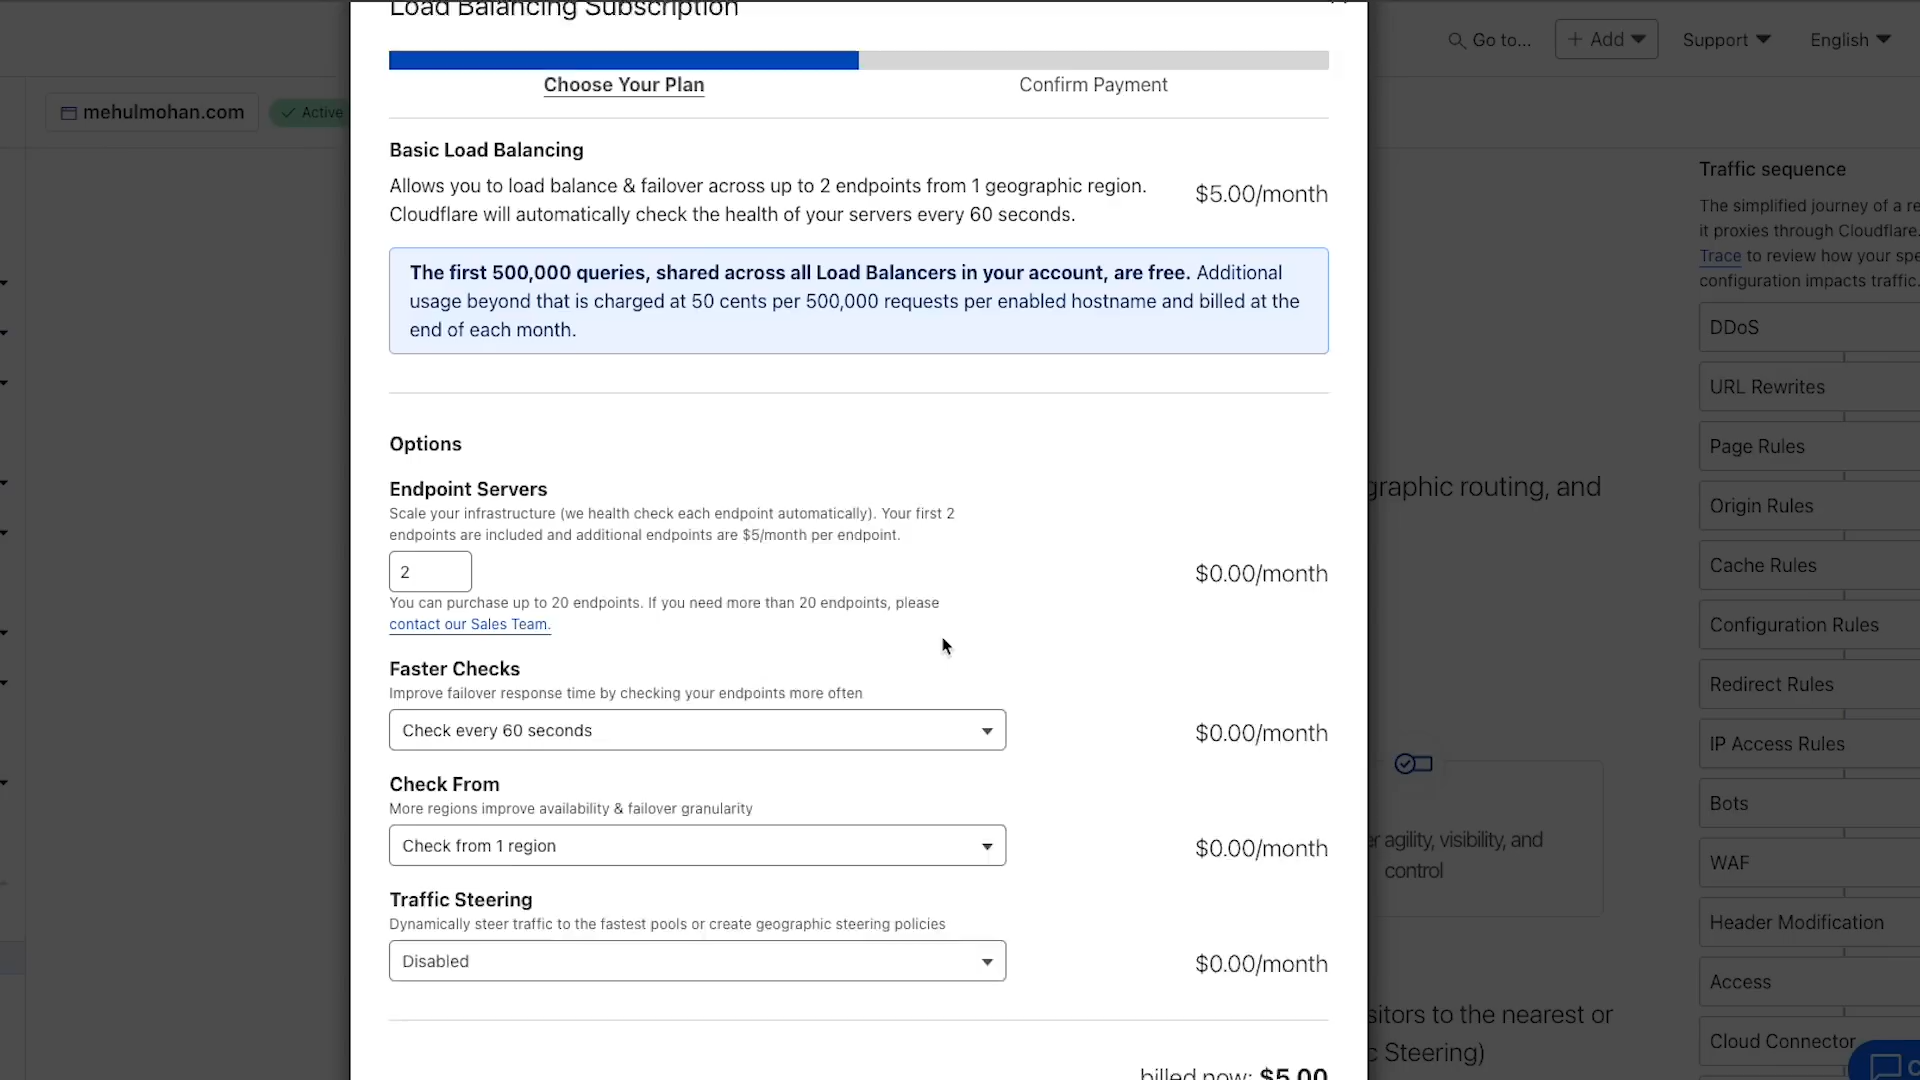 Load Balancing Subscription
Go to...
+ Add
Support
English
Choose Your Plan
Confirm Payment
mehulmohan.com
Active
Basic Load Balancing
Allows you to load balance & failover across up to 2 endpoints from 1 geographic region.
Cloudflare will automatically check the health of your servers every 60 seconds.
$5.00/month
The first 500,000 queries, shared across all Load Balancers in your account, are free. Additional
usage beyond that is charged at 50 cents per 500,000 requests per enabled hostname and billed at the
end of each month.
Options
Endpoint Servers
Scale your infrastructure (we health check each endpoint automatically). Your first 2
endpoints are included and additional endpoints are $5/month per endpoint.
2
$0.00/month
You can purchase up to 20 endpoints. If you need more than 20 endpoints, please
contact our Sales Team.
Faster Checks
Improve failover response time by checking your endpoints more often
Check every 60 seconds
$0.00/month
Check From
More regions improve availability & failover granularity
Check from 1 region
$0.00/month
Traffic Steering
Dynamically steer traffic to the fastest pools or create geographic steering policies
Disabled
$0.00/month
billed now: $5.00
graphic routing, and
agility, visibility, and
control
sitors to the nearest or
Steering)
Traffic sequence
The simplified journey of a re
it proxies through Cloudflare.
Trace to review how your spe
configuration impacts traffic.
DDoS
URL Rewrites
Page Rules
Origin Rules
Cache Rules
Configuration Rules
Redirect Rules
IP Access Rules
Bots
WAF
Header Modification
Access
Cloud Connector